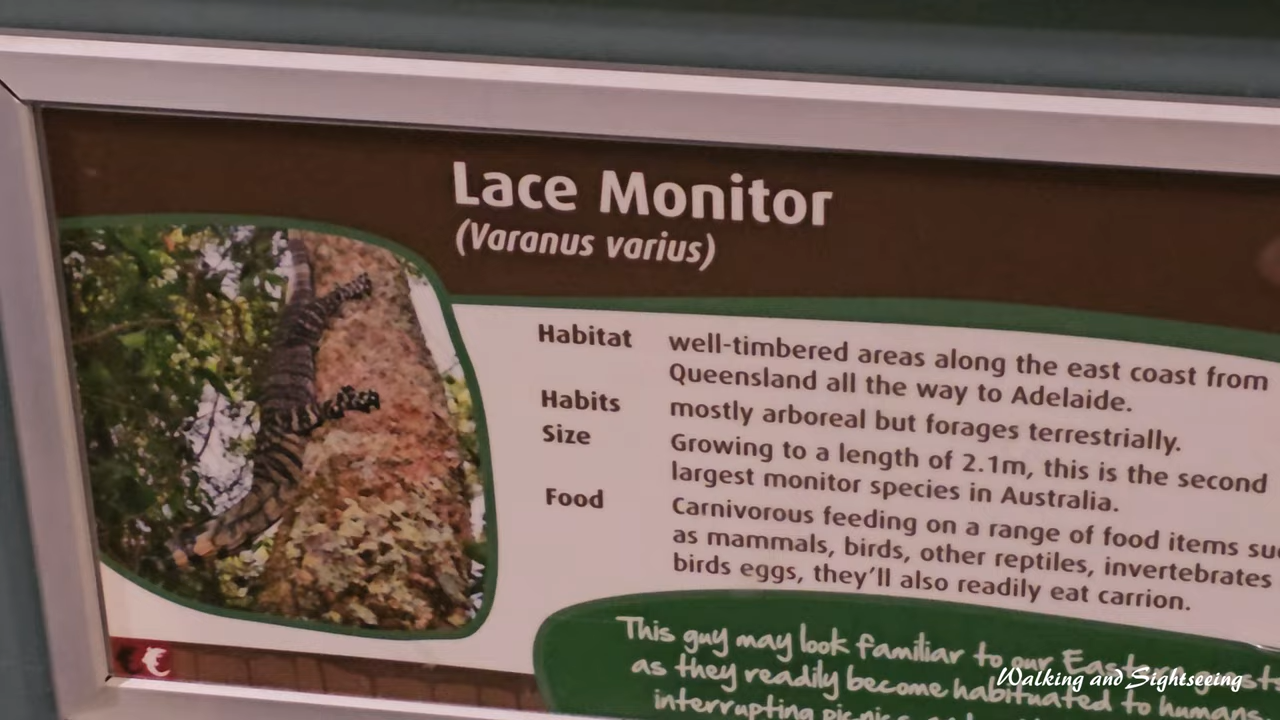 Lace Monitor
(Varanus varius)
Habitat well-timbered areas along the east coast from
Queensland all the way to Adelaide.
Habits mostly arboreal but forages terrestrially.
Size Growing to a length of 2.1m, this is the second
largest monitor species in Australia.
Food Carnivorous feeding on a range of food items
as mammals, birds, other reptiles, invertebrates
birds eggs, they'll also readily eat carrion.
This guy may look familiar to our Eastern guests
as they readily become habituated to humans
interrupting picnics
Walking and Sightseeing